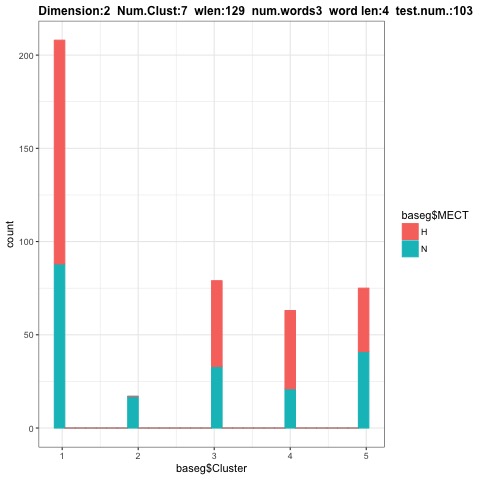 Dimension:2  Num.Clust:7  wlen:129  num.words3  word len:4  test.num.:103
200
150
100
50
0
count
1 2 3 4 5
baseg$Cluster
baseg$MECT
H
N